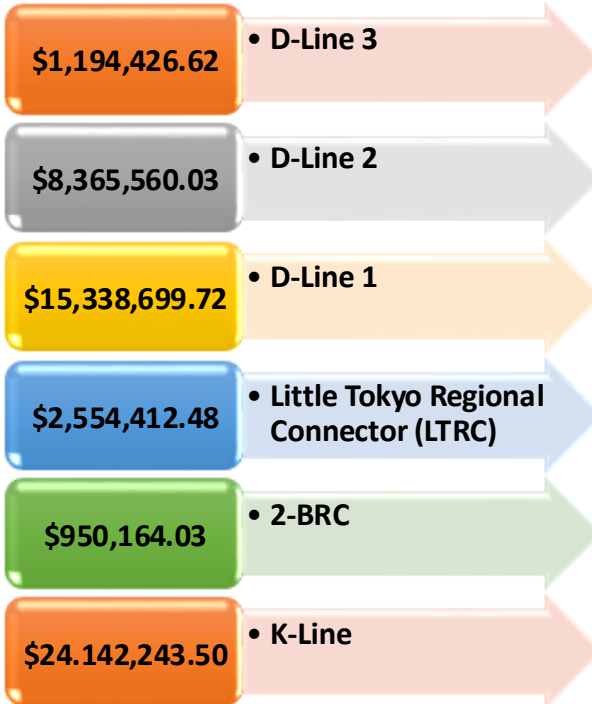 $1,194,426.62
• D-Line 3
$8,365,560.03
• D-Line 2
$15,338,699.72
• D-Line 1
$2,554,412.48
• Little Tokyo Regional
Connector (LTRC)
$950,164.03
• 2-BRC
$24.142,243.50
• K-Line